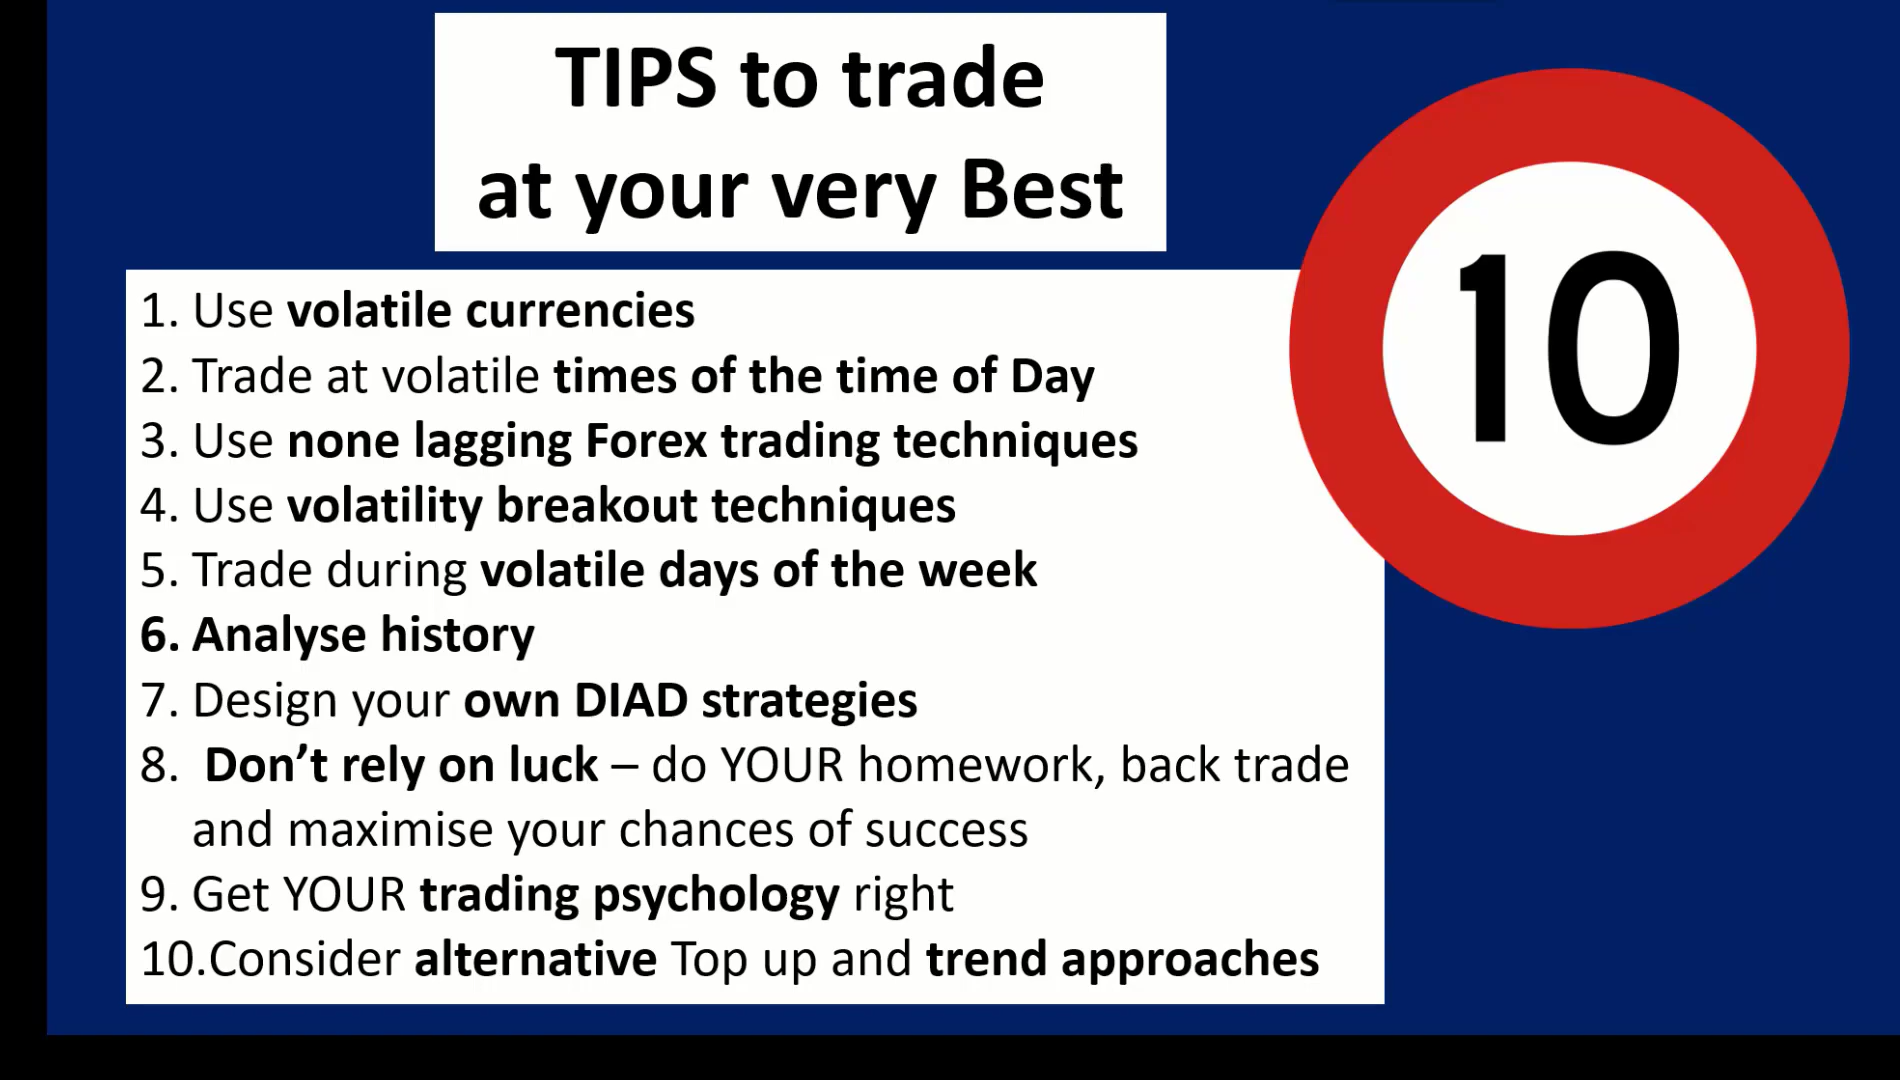 TIPS to trade
at your very Best
10
1. Use volatile currencies
2. Trade at volatile times of the time of Day
3. Use none lagging Forex trading techniques
4. Use volatility breakout techniques
5. Trade during volatile days of the week
6. Analyse history
7. Design your own DIAD strategies
8. Don’t rely on luck – do YOUR homework, back trade
and maximise your chances of success
9. Get YOUR trading psychology right
10.Consider alternative Top up and trend approaches